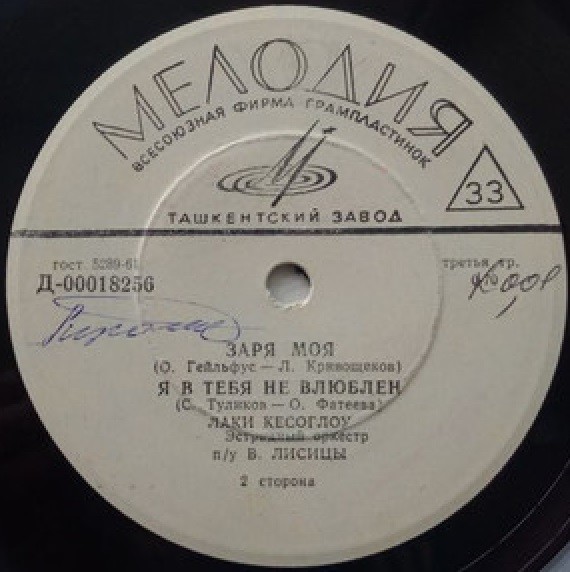 МЕЛОДИЯ
ВСЕСОЮЗНАЯ ФИРМА ГРАМПЛАСТИНОК
33
ТАШКЕНТСКИЙ ЗАВОД
гост 5289-61
третья гр.
Д-00018256
ЗАРЯ МОЯ
(О. Гейльфус — Л. Кривощеков)
Я В ТЕБЯ НЕ ВЛЮБЛЕН
(С. Туликов — О. Фатеева)
ЛАКИ КЕСОГЛОУ
Эстрадный оркестр
п/у В. ЛИСИЦЫ
2 сторона